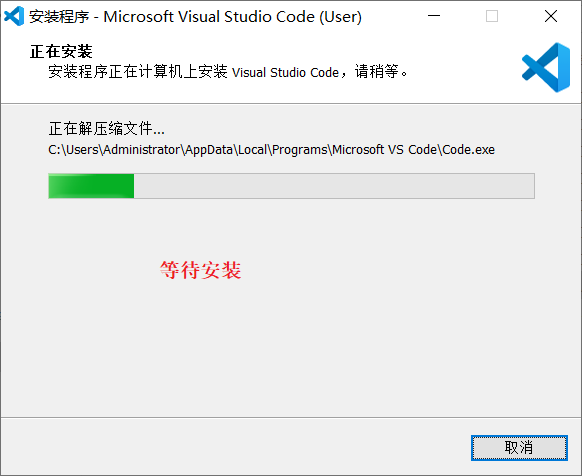 安装程序 - Microsoft Visual Studio Code (User)
正在安装
安装程序正在计算机上安装 Visual Studio Code，请稍等。
正在解压缩文件...
C:\Users\Administrator\AppData\Local\Programs\Microsoft VS Code\Code.exe
等待安装
取消